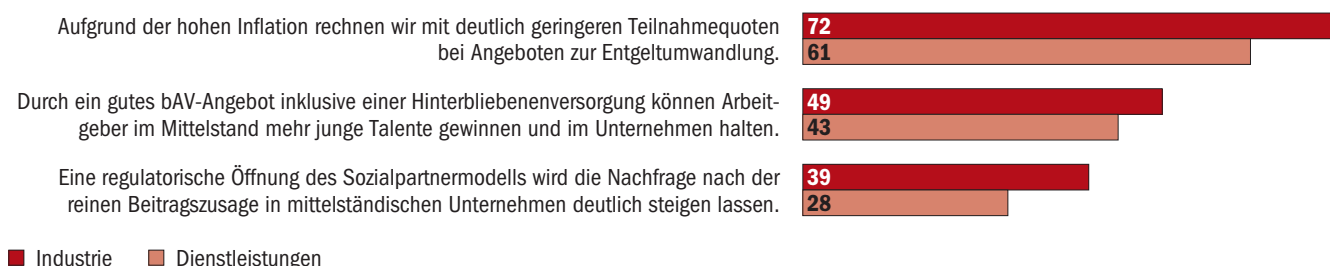 Aufgrund der hohen Inflation rechnen wir mit deutlich geringeren Teilnahmequoten
bei Angeboten zur Entgeltumwandlung.
72
61
Durch ein gutes bAV-Angebot inklusive einer Hinterbliebenenversorgung können Arbeit-
geber im Mittelstand mehr junge Talente gewinnen und im Unternehmen halten.
49
43
Eine regulatorische Öffnung des Sozialpartnermodells wird die Nachfrage nach der
reinen Beitragszusage in mittelständischen Unternehmen deutlich steigen lassen.
39
28
Industrie Dienstleistungen